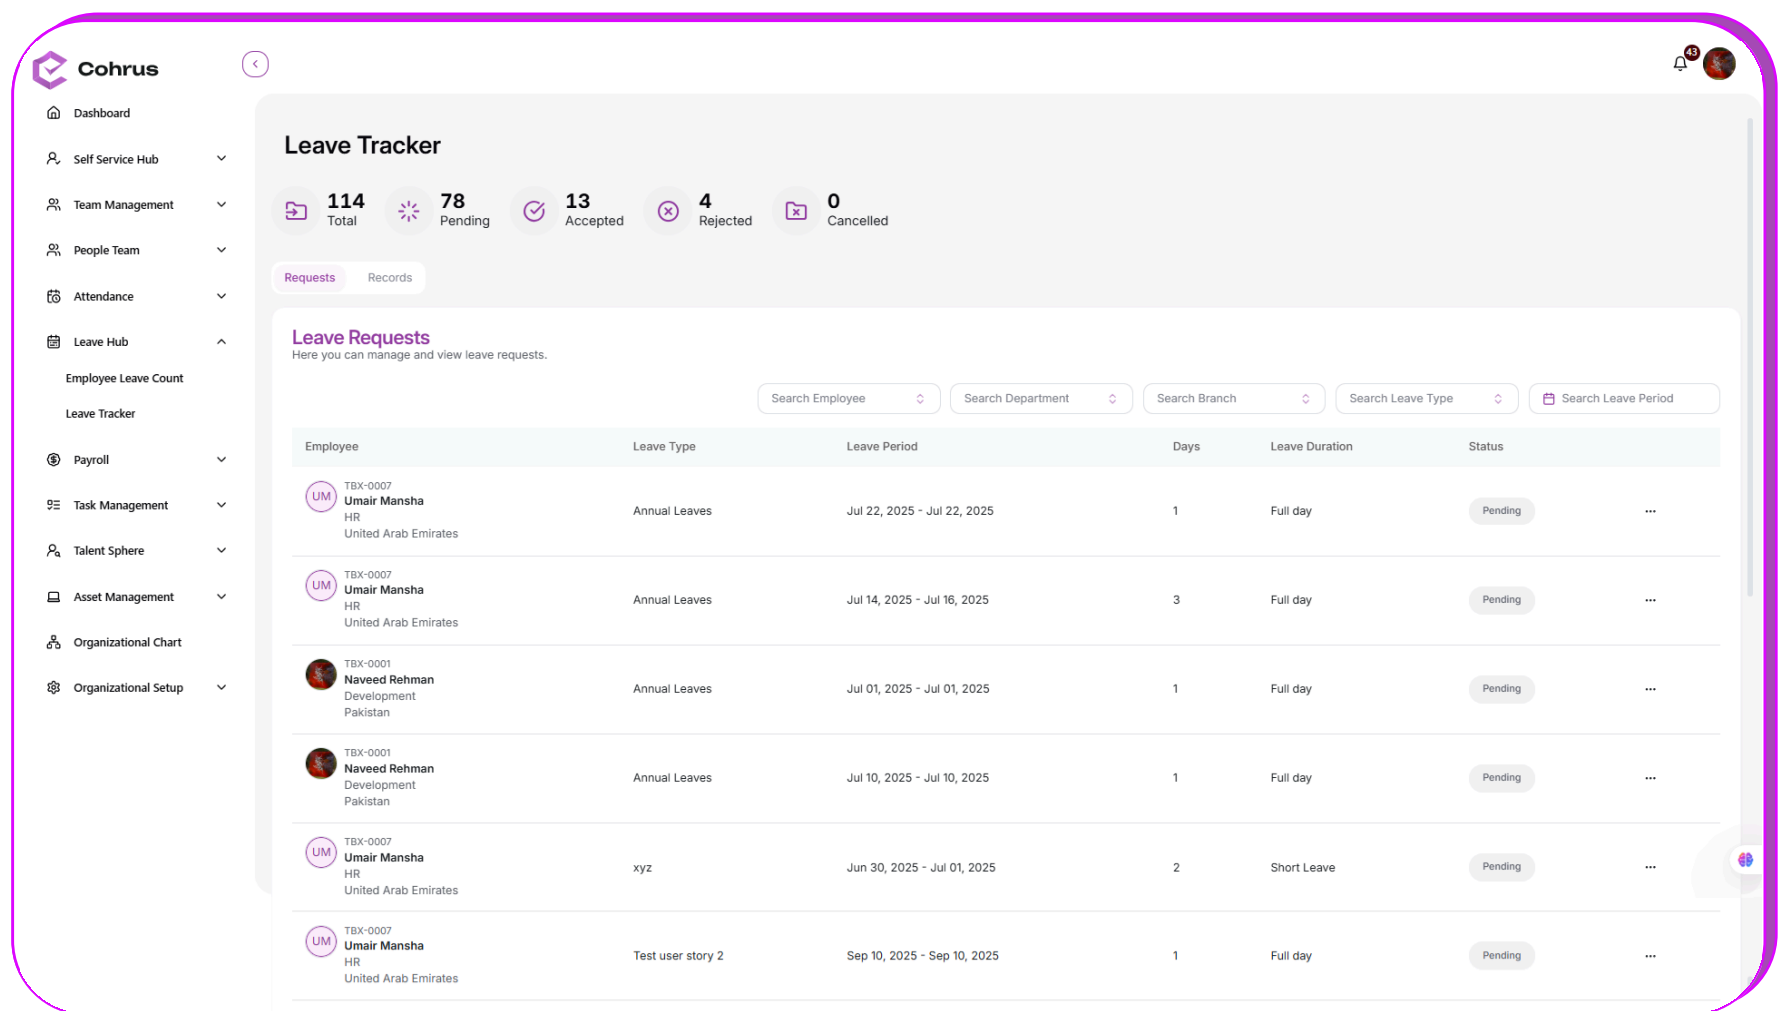 Cohrus
43
Dashboard
Self Service Hub
Team Management
People Team
Attendance
Leave Hub
Employee Leave Count
Leave Tracker
Payroll
Task Management
Talent Sphere
Asset Management
Organizational Chart
Organizational Setup
Leave Tracker
114 Total
78 Pending
13 Accepted
4 Rejected
0 Cancelled
Requests Records
Leave Requests
Here you can manage and view leave requests.
Search Employee Search Department Search Branch Search Leave Type Search Leave Period
Employee Leave Type Leave Period Days Leave Duration Status
TBX-0007
UM Umair Mansha
HR
United Arab Emirates
Annual Leaves Jul 22, 2025 - Jul 22, 2025 1 Full day Pending
TBX-0007
UM Umair Mansha
HR
United Arab Emirates
Annual Leaves Jul 14, 2025 - Jul 16, 2025 3 Full day Pending
TBX-0001
Naveed Rehman
Development
Pakistan
Annual Leaves Jul 01, 2025 - Jul 01, 2025 1 Full day Pending
TBX-0001
Naveed Rehman
Development
Pakistan
Annual Leaves Jul 10, 2025 - Jul 10, 2025 1 Full day Pending
TBX-0007
UM Umair Mansha
HR
United Arab Emirates
xyz Jun 30, 2025 - Jul 01, 2025 2 Short Leave Pending
TBX-0007
UM Umair Mansha
HR
United Arab Emirates
Test user story 2 Sep 10, 2025 - Sep 10, 2025 1 Full day Pending